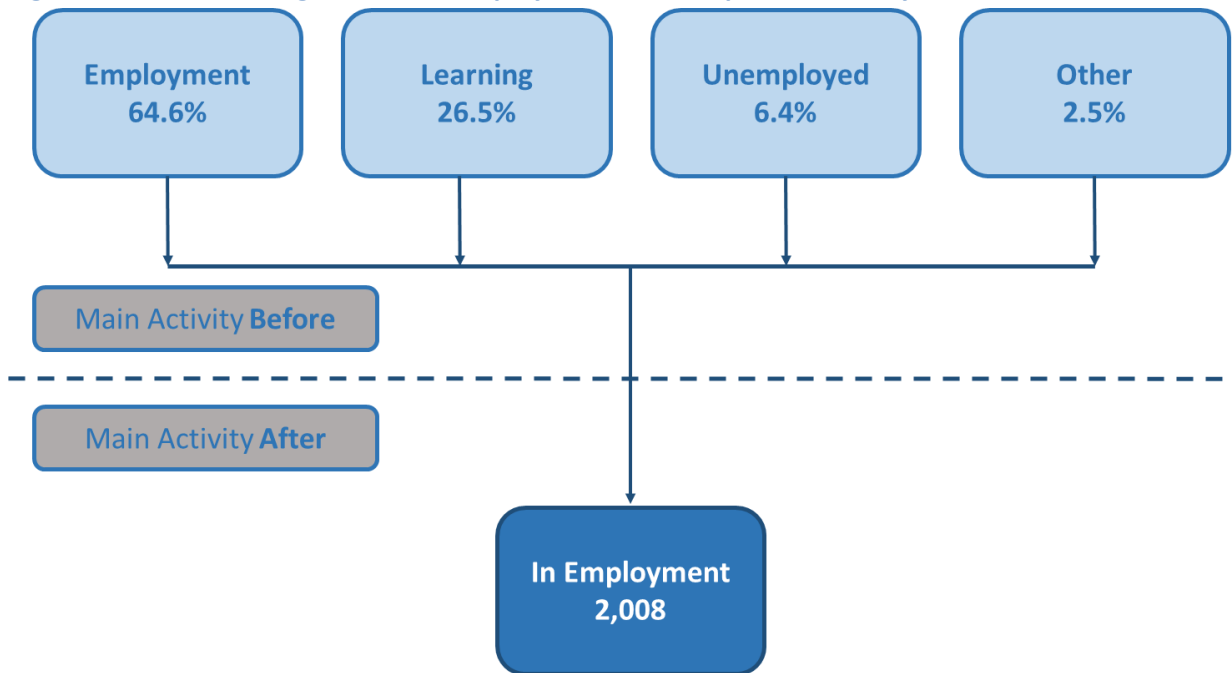 Employment
64.6%
Learning
26.5%
Unemployed
6.4%
Other
2.5%
Main Activity Before
Main Activity After
In Employment
2,008